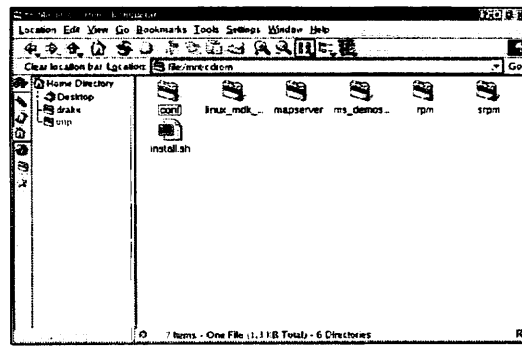 Location Edit View Go Bookmarks Tools Settings Window Help
Clear location bar Location: file:/mnt/cdrom Go
Home Directory
Desktop
drakx
tmp
conf linux_mdk_... mapserver ms_demos... rpm srpm
install.sh
7 Items - One File (1.3 KB Total) - 6 Directories